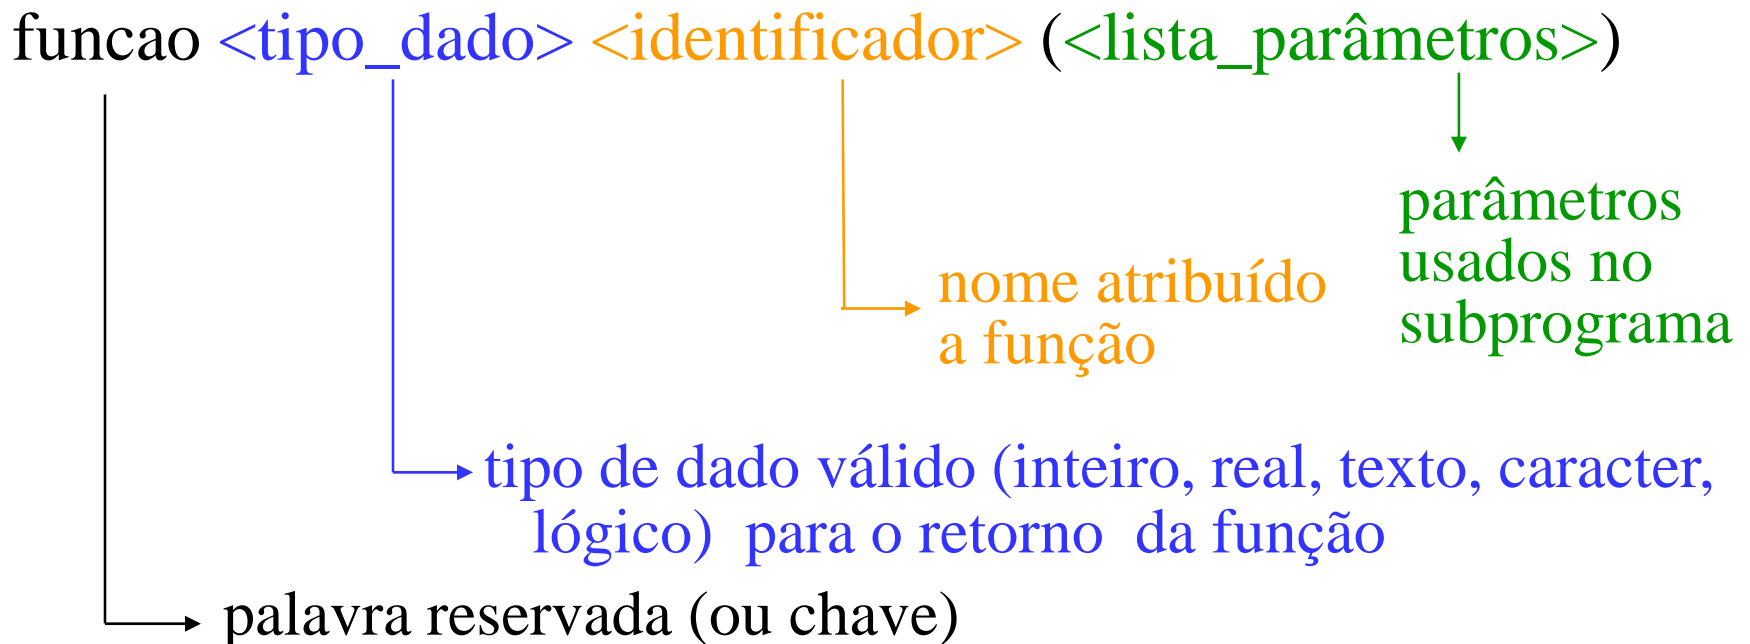 funcao <tipo_dado> <identificador> (<lista_parâmetros>)
parâmetros
usados no
subprograma
nome atribuído
a função
tipo de dado válido (inteiro, real, texto, caracter,
lógico) para o retorno da função
palavra reservada (ou chave)